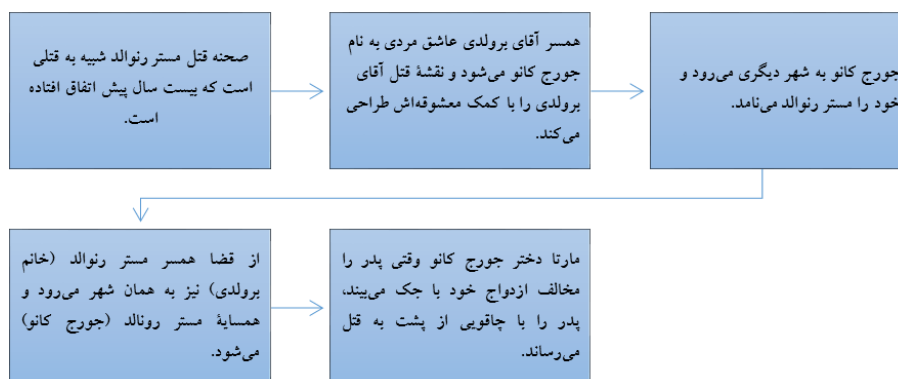 صحنه قتل مستر رنوالد شبیه به قتلی
است که بیست سال پیش اتفاق افتاده
است.
همسر آقای برولدی عاشق مردی به نام
جورج کانو می‌شود و نقشهٔ قتل آقای
برولدی را با کمک معشوقه‌اش طراحی
می‌کند.
جورج کانو به شهر دیگری می‌رود و
خود را مستر رنوالد می‌نامد.
از قضا همسر مستر رنوالد (خانم
برولدی) نیز به همان شهر می‌رود و
همسایهٔ مستر رونالد (جورج کانو)
می‌شود.
مارتا دختر جورج کانو وقتی پدر را
مخالف ازدواج خود با جک می‌بیند،
پدر را با چاقویی از پشت به قتل
می‌رساند.